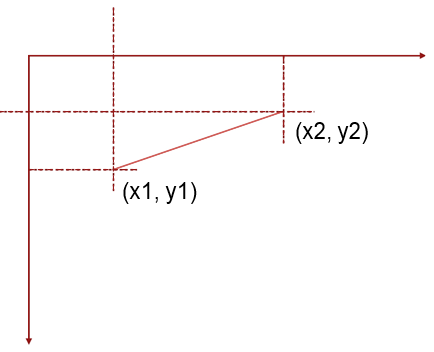 (x2, y2)
(x1, y1)